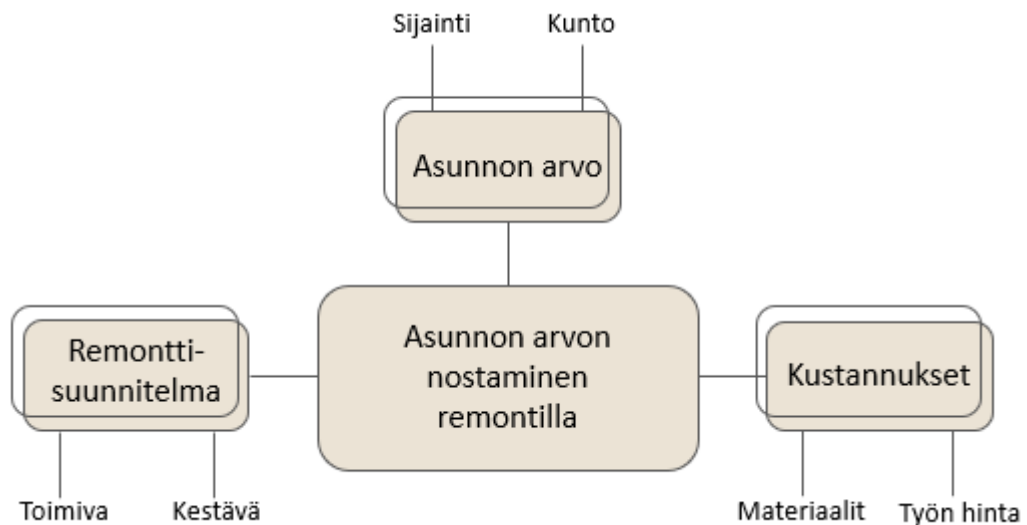 Sijainti
Kunto
Asunnon arvo
Remontti-
suunnitelma
Asunnon arvon
nostaminen
remontilla
Kustannukset
Toimiva
Kestävä
Materiaalit
Työn hinta